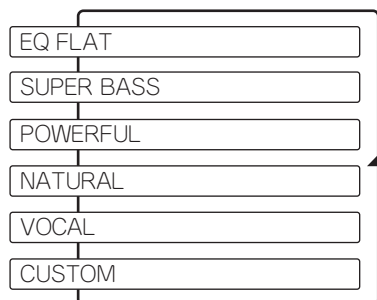 EQ FLAT
SUPER BASS
POWERFUL
NATURAL
VOCAL
CUSTOM